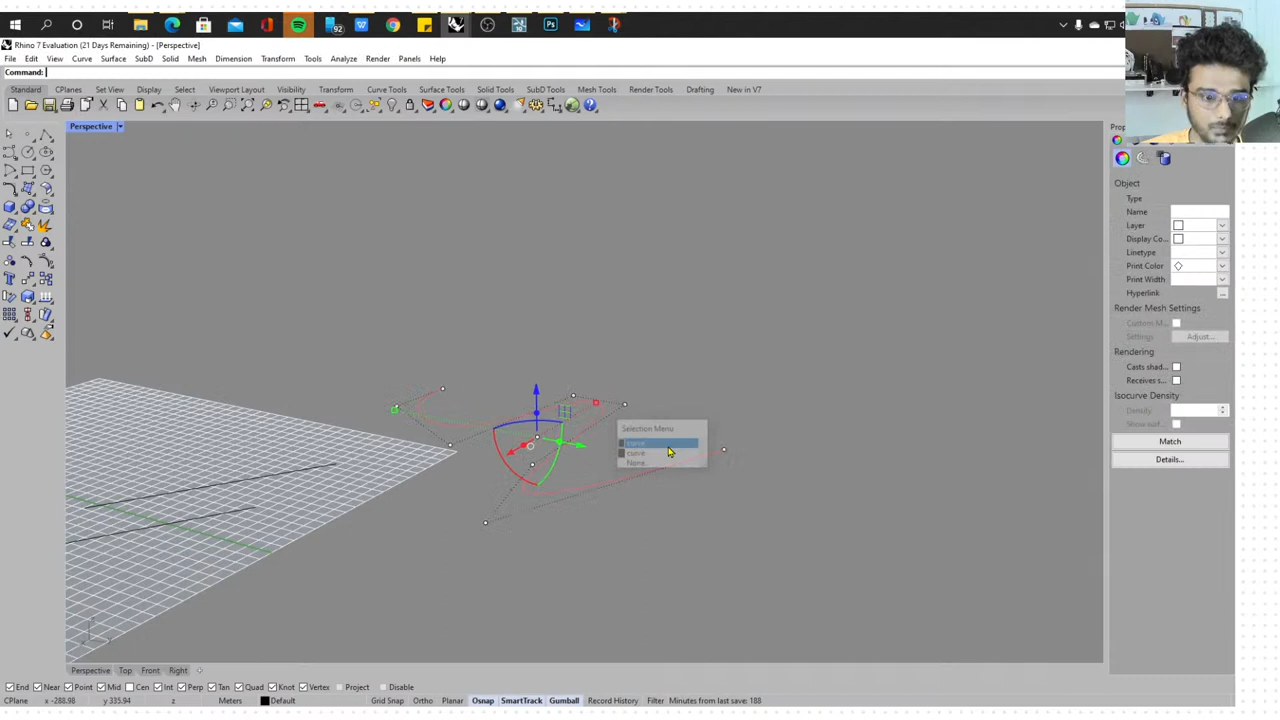 92
Rhino 7 Evaluation (21 Days Remaining) - [Perspective]
File Edit View Curve Surface SubD Solid Mesh Dimension Transform Tools Analyze Render Panels Help
Command:
Standard CPlanes Set View Display Select Viewport Layout Visibility Transform Curve Tools Surface Tools Solid Tools SubD Tools Mesh Tools Render Tools Drafting New in V7
Perspective
Prop
Object
Type
Name
Layer
Display Co...
Linetype
Print Color
Print Width
Hyperlink
...
Render Mesh Settings
Custom M...
Settings Adjust...
Rendering
Casts shad...
Receives s...
Isocurve Density
Density
Show surf...
Match
Details...
Selection Menu
curve
curve
None
Perspective Top Front Right
End Near Point Mid Cen Int Perp Tan Quad Knot Vertex Project Disable
CPlane x -288.98 y 335.94 z Meters Default Grid Snap Ortho Planar Osnap SmartTrack Gumball Record History Filter Minutes from last save: 188